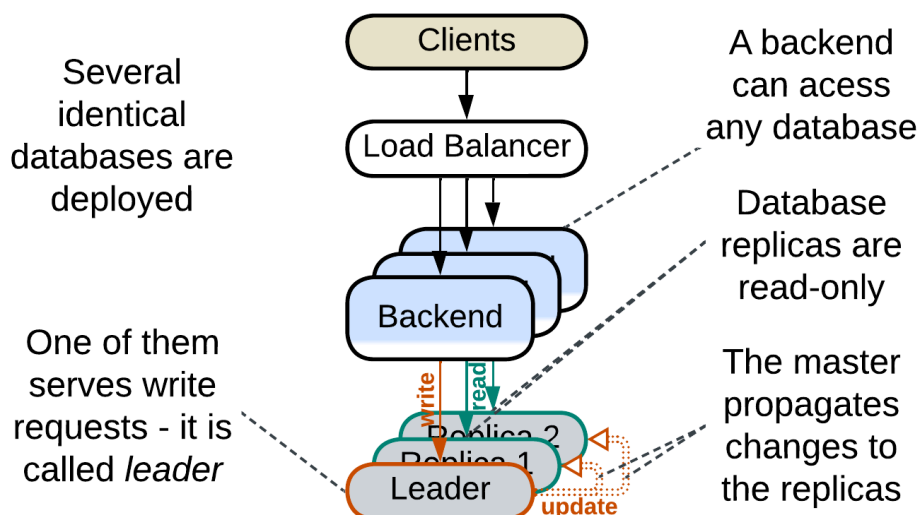 Clients
Load Balancer
Backend
write
read
Replica 2
Replica 1
Leader
update
Several
identical
databases are
deployed
One of them
serves write
requests - it is
called leader
A backend
can acess
any database
Database
replicas are
read-only
The master
propagates
changes to
the replicas